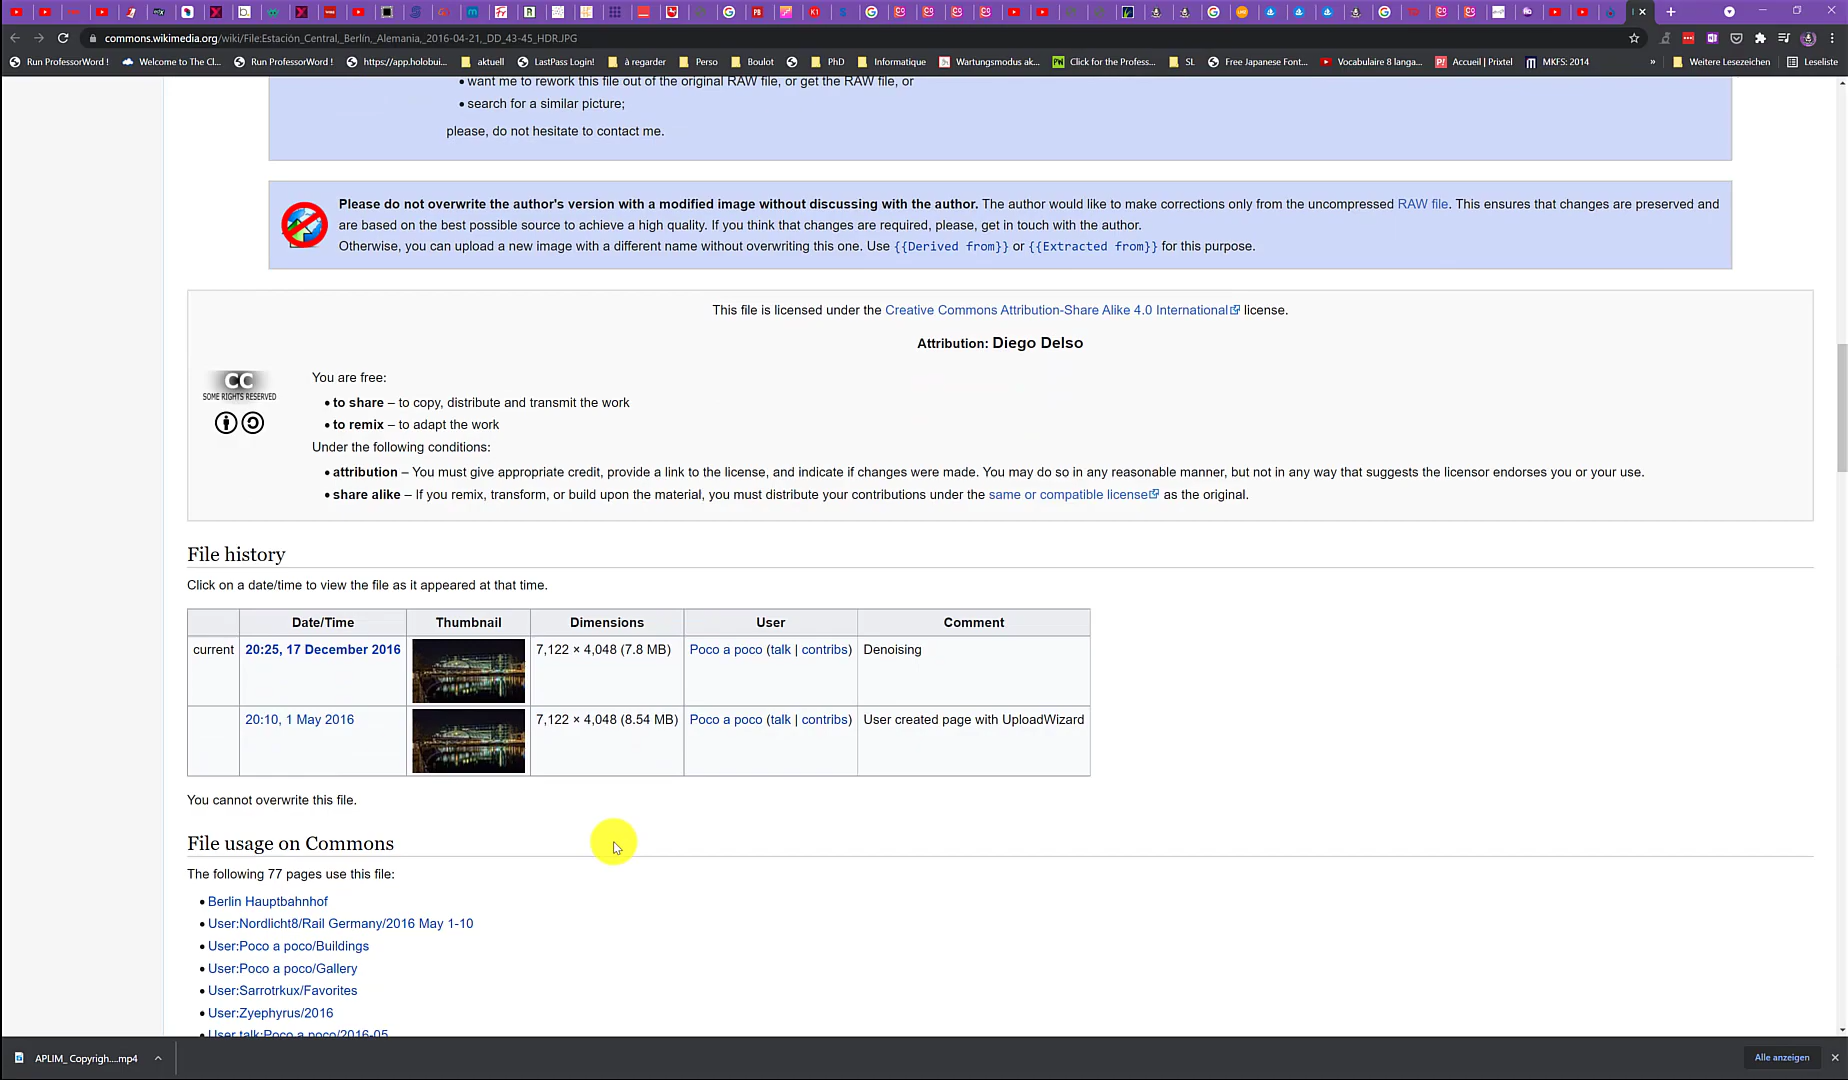 commons.wikimedia.org/wiki/File:Estación_Central,_Berlín,_Alemania,_2016-04-21,_DD_43-45_HDR.JPG
Run ProfessorWord ! Welcome to The Cl... Run ProfessorWord ! https://app.holobui... aktuell LastPass Login! à regarder Perso Boulot PhD Informatique Wartungsmodus ak... Click for the Profess... SL Free Japanese Font... Vocabulaire 8 langa... Accueil | Prixtel MKFS: 2014 » Weitere Lesezeichen Leseliste
• want me to rework this file out of the original RAW file, or get the RAW file, or
• search for a similar picture;
please, do not hesitate to contact me.
Please do not overwrite the author's version with a modified image without discussing with the author. The author would like to make corrections only from the uncompressed RAW file. This ensures that changes are preserved and
are based on the best possible source to achieve a high quality. If you think that changes are required, please, get in touch with the author.
Otherwise, you can upload a new image with a different name without overwriting this one. Use {{Derived from}} or {{Extracted from}} for this purpose.
This file is licensed under the Creative Commons Attribution-Share Alike 4.0 International license.
Attribution: Diego Delso
CC
SOME RIGHTS RESERVED
You are free:
• to share – to copy, distribute and transmit the work
• to remix – to adapt the work
Under the following conditions:
• attribution – You must give appropriate credit, provide a link to the license, and indicate if changes were made. You may do so in any reasonable manner, but not in any way that suggests the licensor endorses you or your use.
• share alike – If you remix, transform, or build upon the material, you must distribute your contributions under the same or compatible license as the original.
File history
Click on a date/time to view the file as it appeared at that time.
Date/Time Thumbnail Dimensions User Comment
current 20:25, 17 December 2016 7,122 × 4,048 (7.8 MB) Poco a poco (talk | contribs) Denoising
20:10, 1 May 2016 7,122 × 4,048 (8.54 MB) Poco a poco (talk | contribs) User created page with UploadWizard
You cannot overwrite this file.
File usage on Commons
The following 77 pages use this file:
• Berlin Hauptbahnhof
• User:Nordlicht8/Rail Germany/2016 May 1-10
• User:Poco a poco/Buildings
• User:Poco a poco/Gallery
• User:Sarrotrkux/Favorites
• User:Zyephyrus/2016
• User talk:Poco a poco/2016-05
APLIM_ Copyrigh....mp4
Alle anzeigen